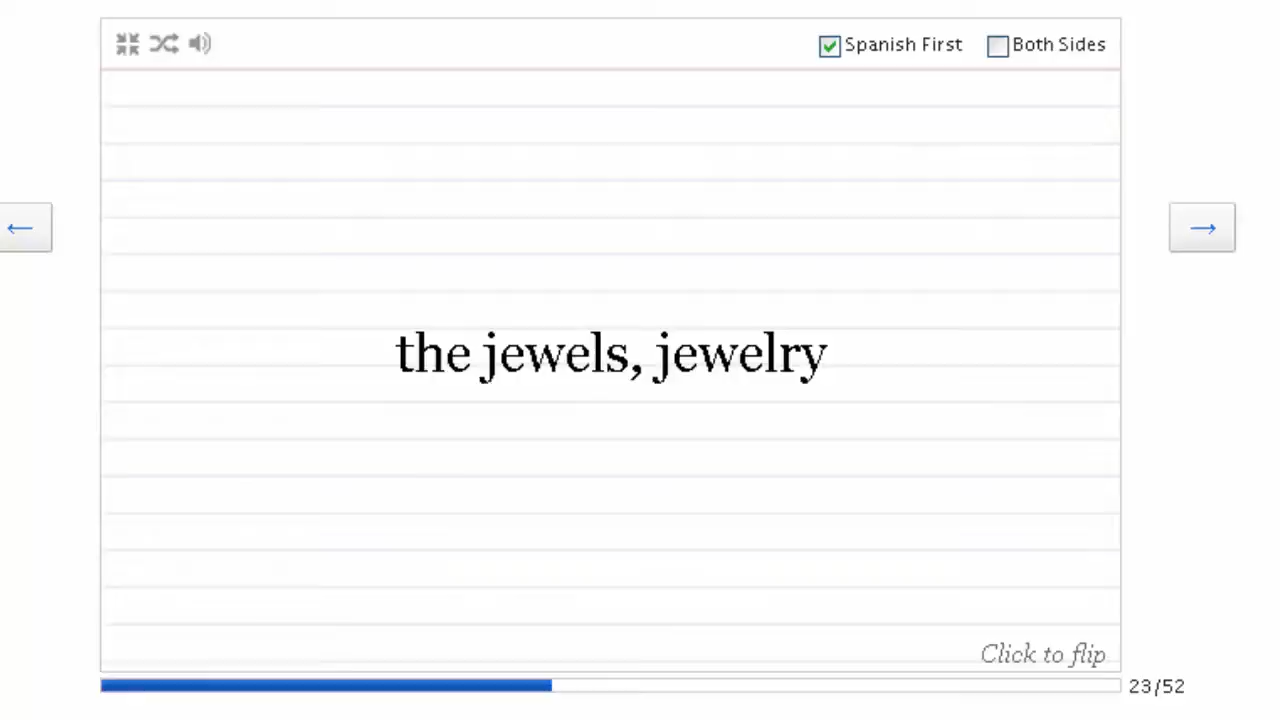 Spanish First
Both Sides
the jewels, jewelry
Click to flip
23/52